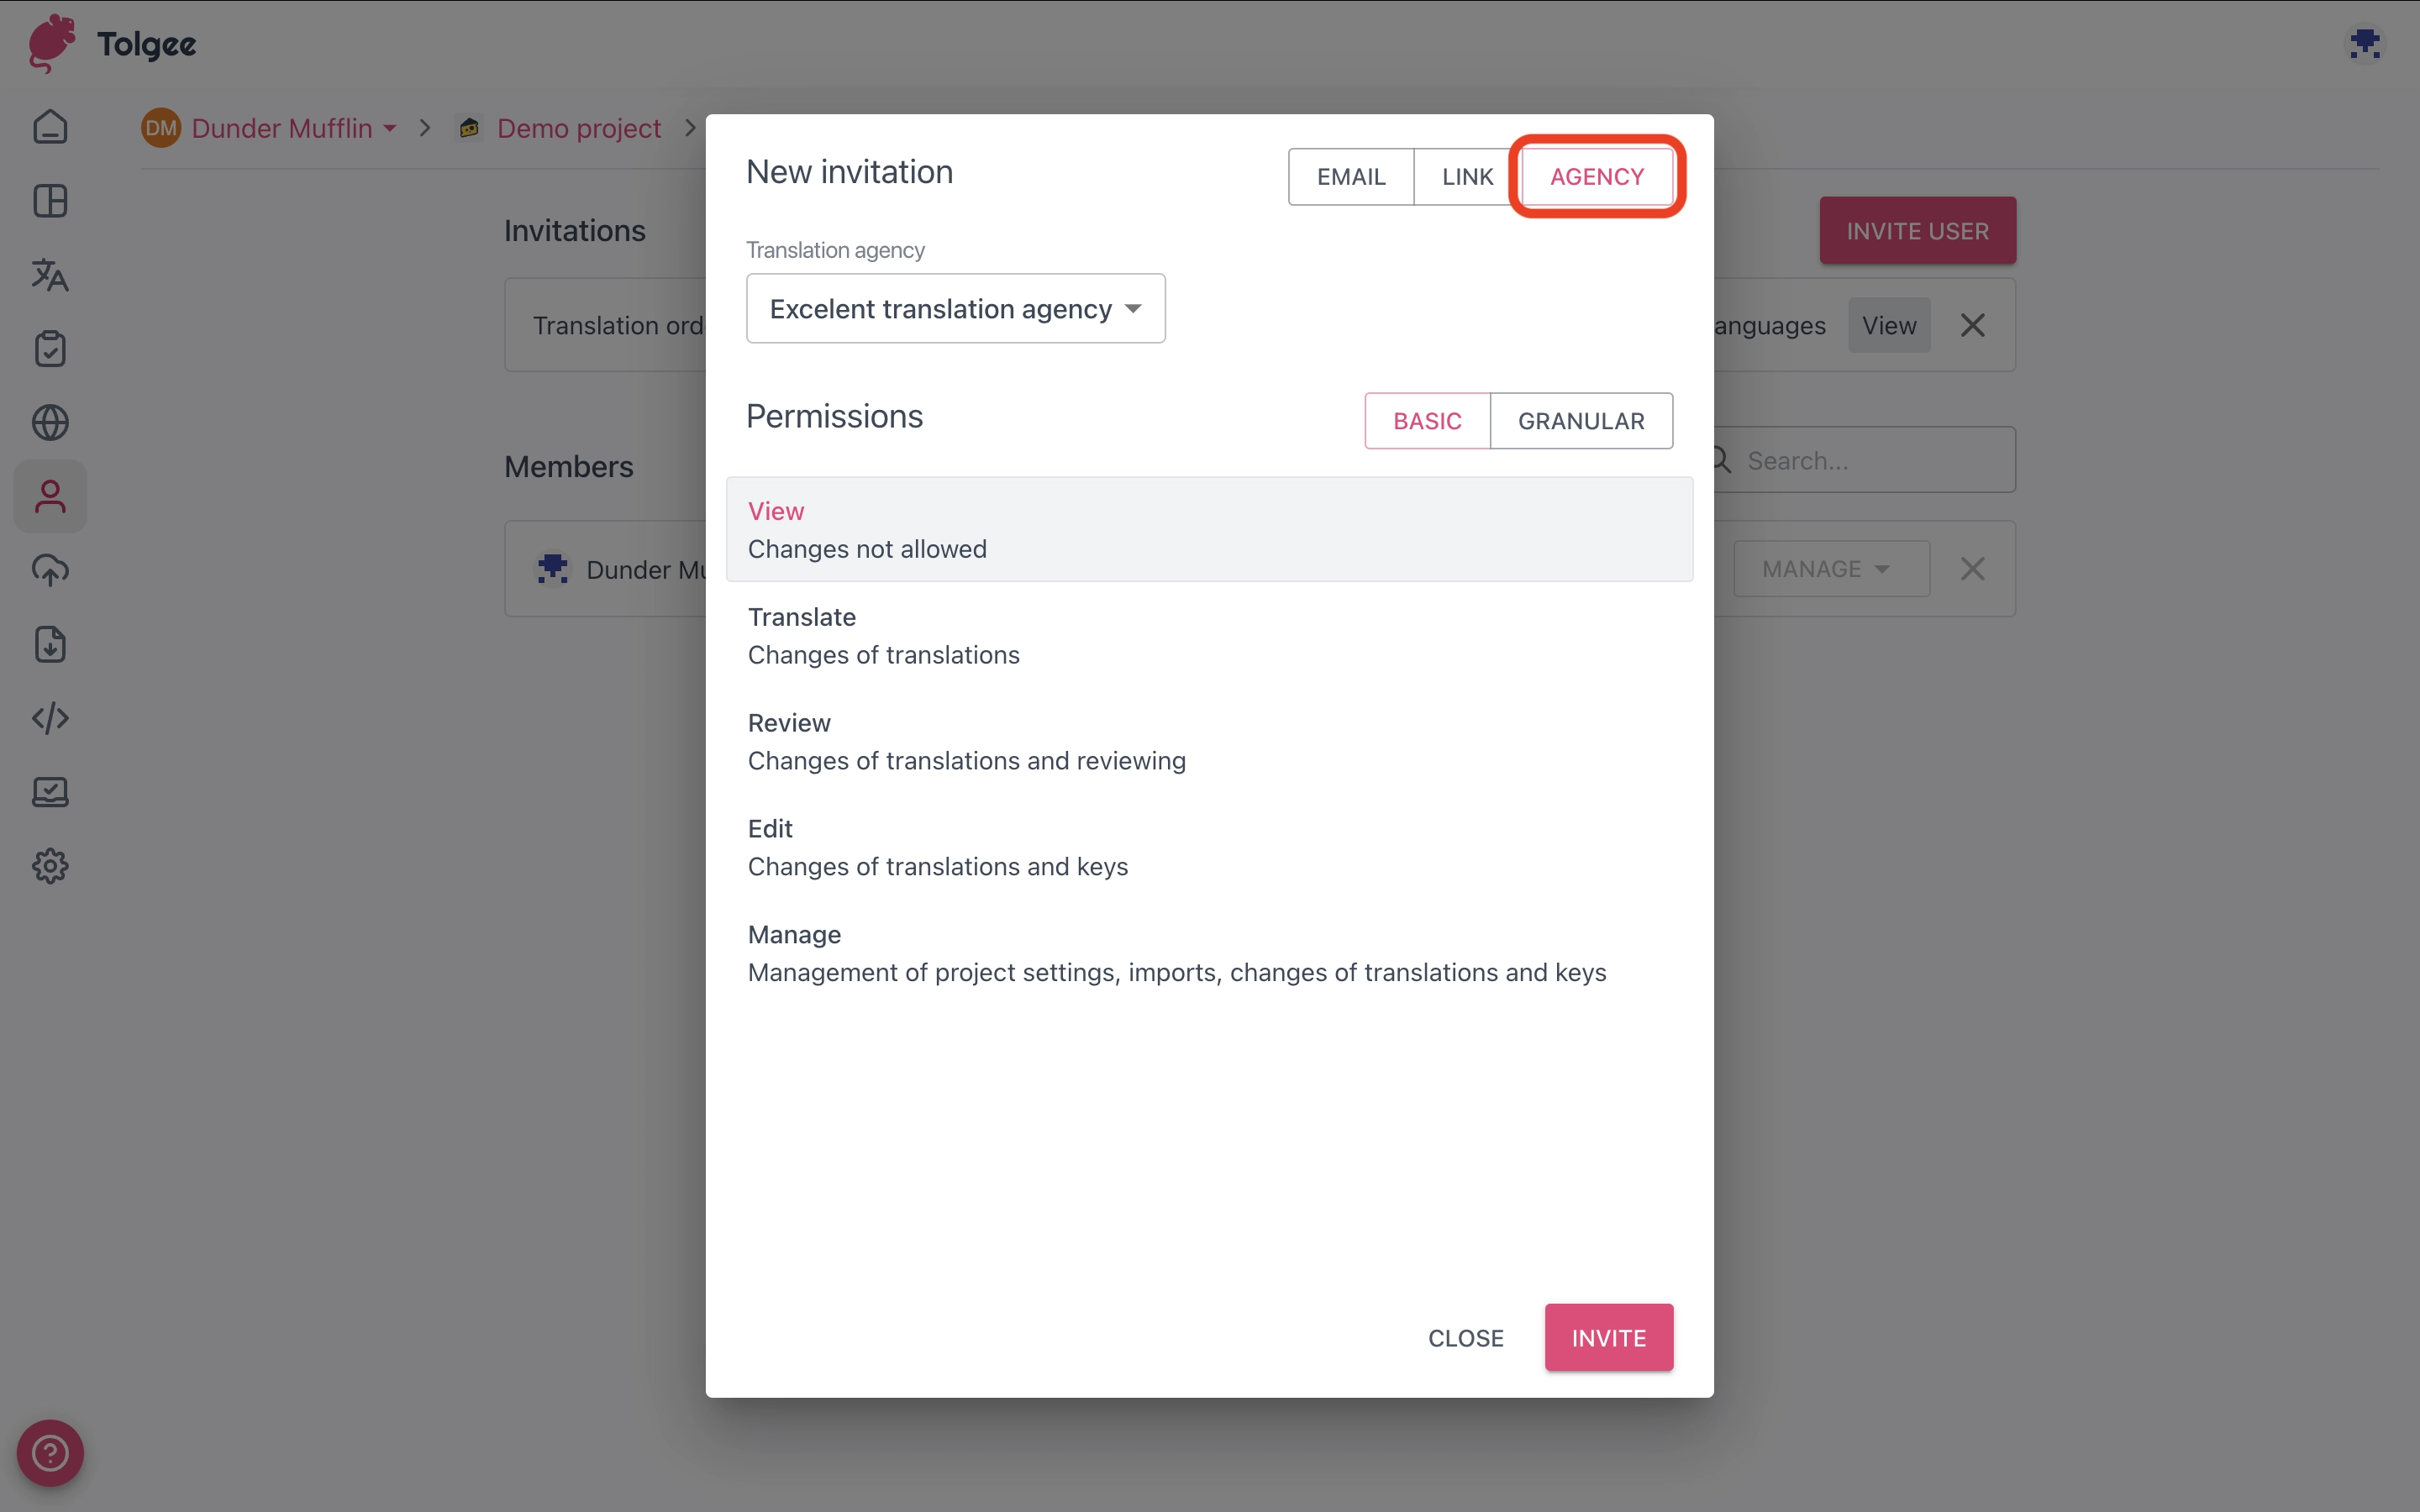 Tolgee
DM Dunder Mufflin
Demo project
New invitation
EMAIL
LINK
AGENCY
Invitations
INVITE USER
Translation agency
Excelent translation agency
Translation
View
Permissions
BASIC
GRANULAR
Members
Search...
View
Changes not allowed
Dunder
MANAGE
Translate
Changes of translations
Review
Changes of translations and reviewing
Edit
Changes of translations and keys
Manage
Management of project settings, imports, changes of translations and keys
CLOSE
INVITE
?